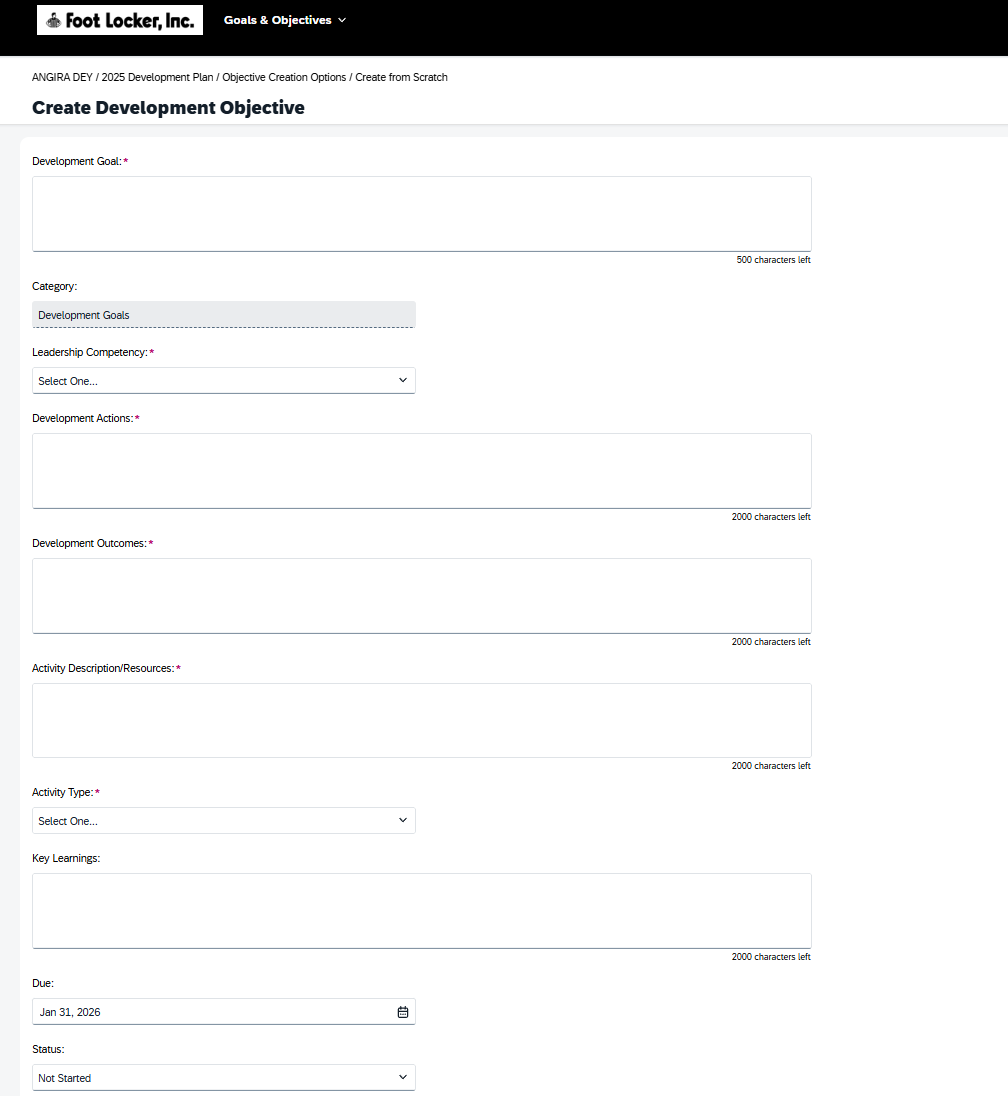 Foot Locker, Inc.
Goals & Objectives
ANGIRA DEY / 2025 Development Plan / Objective Creation Options / Create from Scratch
Create Development Objective
Development Goal:*
500 characters left
Category:
Development Goals
Leadership Competency:*
Select One...
Development Actions:*
2000 characters left
Development Outcomes:*
2000 characters left
Activity Description/Resources:*
2000 characters left
Activity Type:*
Select One...
Key Learnings:
2000 characters left
Due:
Jan 31, 2026
Status:
Not Started